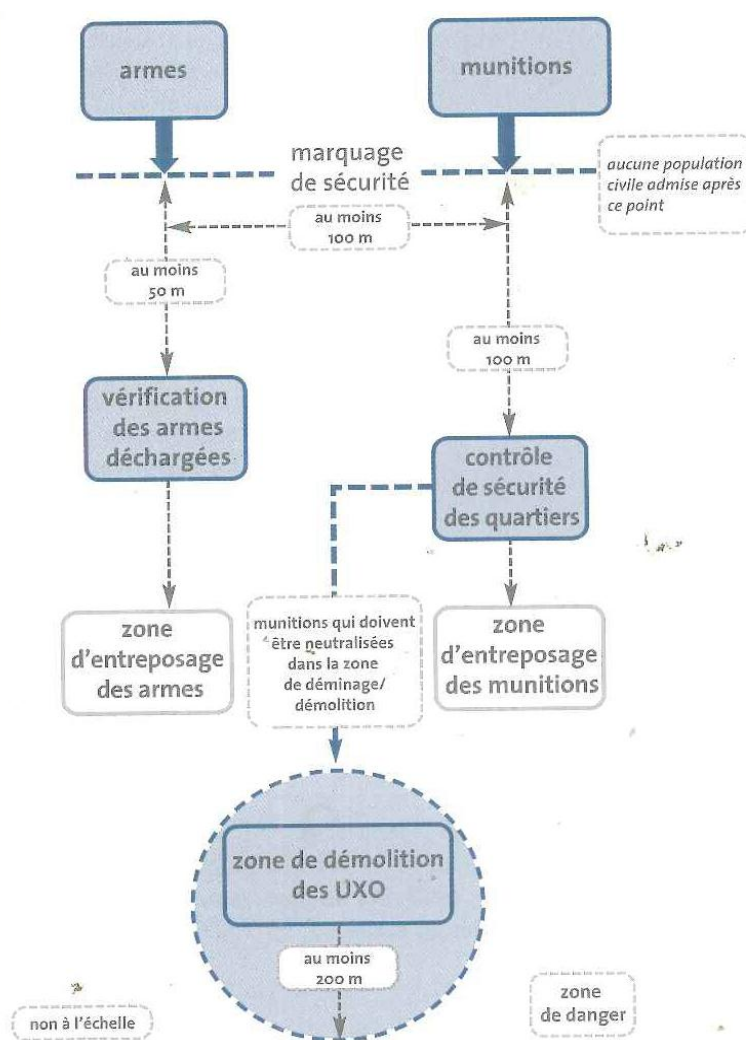 armes
munitions
marquage
de sécurité
aucune population
civile admise après
ce point
au moins
100 m
au moins
50 m
au moins
100 m
vérification
des armes
déchargées
contrôle
de sécurité
des quartiers
zone
d'entreposage
des armes
munitions qui doivent
être neutralisées
dans la zone
de déminage/
démolition
zone
d'entreposage
des munitions
zone de démolition
des UXO
au moins
200 m
non à l'échelle
zone
de danger